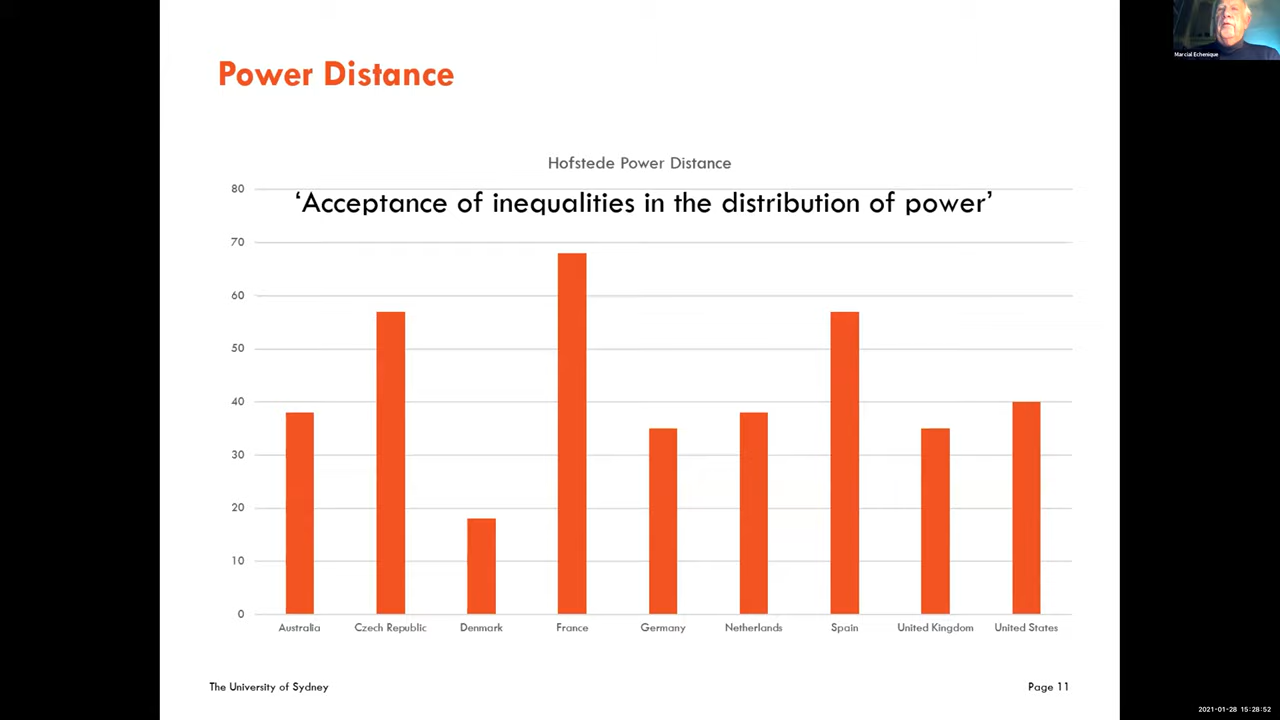 Marcial Echenique
Power Distance
Hofstede Power Distance
80
‘Acceptance of inequalities in the distribution of power’
70
60
50
40
30
20
10
0
Australia Czech Republic Denmark France Germany Netherlands Spain United Kingdom United States
The University of Sydney Page 11
2021-01-28 15:28:52